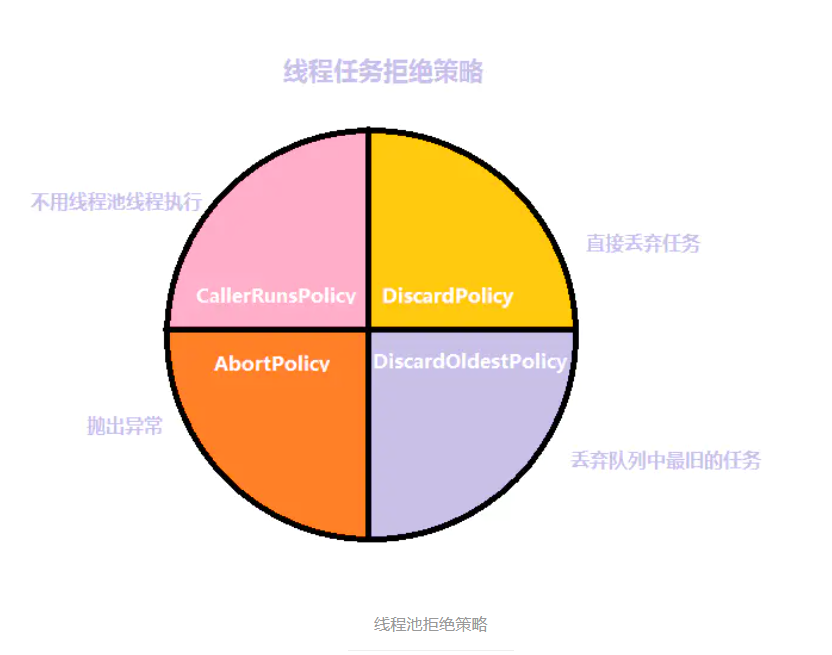 线程任务拒绝策略
不用线程池线程执行
直接丢弃任务
CallerRunsPolicy
DiscardPolicy
AbortPolicy
DiscardOldestPolicy
抛出异常
丢弃队列中最旧的任务
线程池拒绝策略